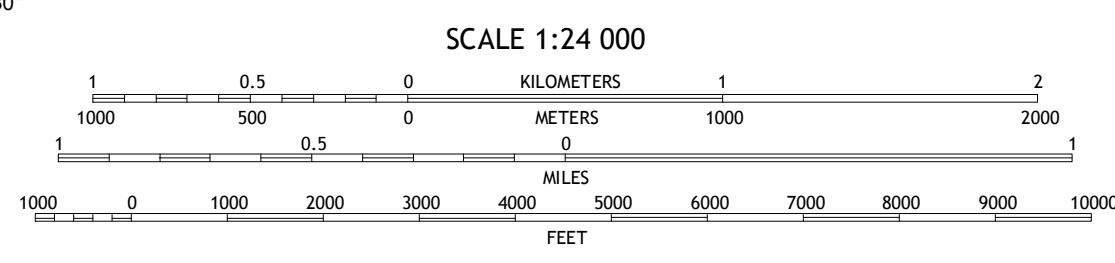 SCALE 1:24 000
1 0.5 0 KILOMETERS 1 2
1000 500 0 METERS 1000 2000
1 0.5 0 1
MILES
1000 0 1000 2000 3000 4000 5000 6000 7000 8000 9000 10000
FEET